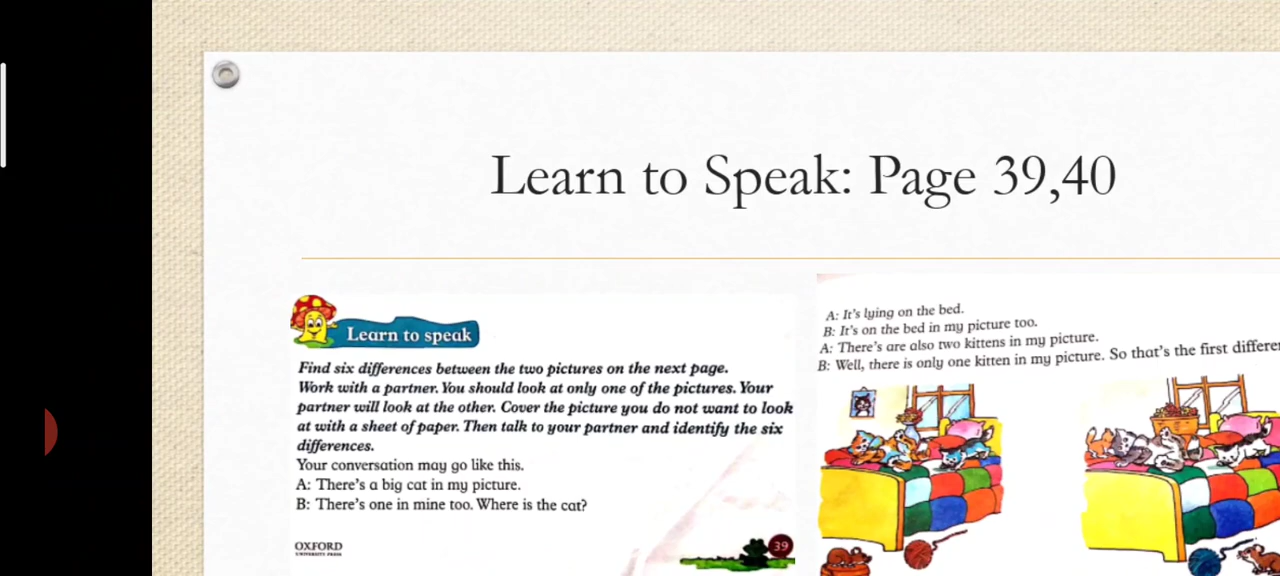 Learn to Speak: Page 39,40
Learn to speak
Find six differences between the two pictures on the next page.
Work with a partner. You should look at only one of the pictures. Your
partner will look at the other. Cover the picture you do not want to look
at with a sheet of paper. Then talk to your partner and identify the six
differences.
Your conversation may go like this.
A: There's a big cat in my picture.
B: There's one in mine too. Where is the cat?
OXFORD
UNIVERSITY PRESS
39
A: It's lying on the bed.
B: It's on the bed in my picture too.
A: There's are also two kittens in my picture.
B: Well, there is only one kitten in my picture. So that's the first differen